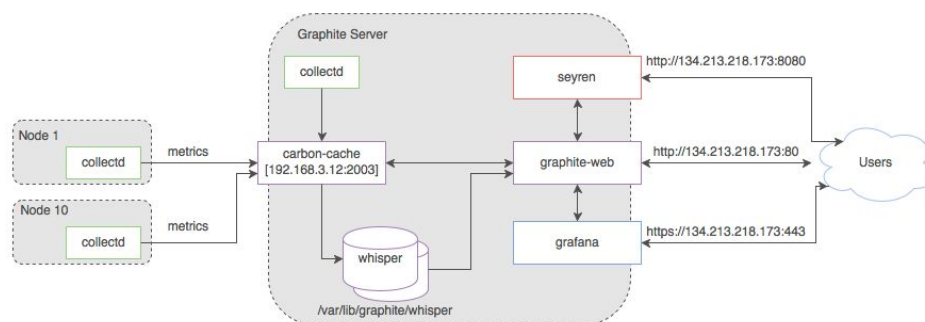 Graphite Server
collectd
seyren
http://134.213.218.173:8080
Node 1
collectd
metrics
carbon-cache
[192.168.3.12:2003]
graphite-web
http://134.213.218.173:80
Users
Node 10
collectd
metrics
whisper
grafana
https://134.213.218.173:443
/var/lib/graphite/whisper